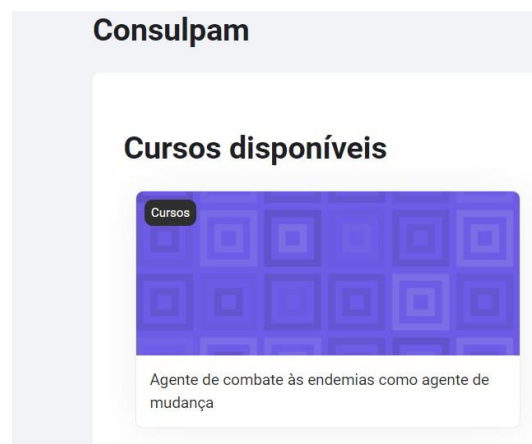 Consulpam
Cursos disponíveis
Cursos
Agente de combate às endemias como agente de
mudança